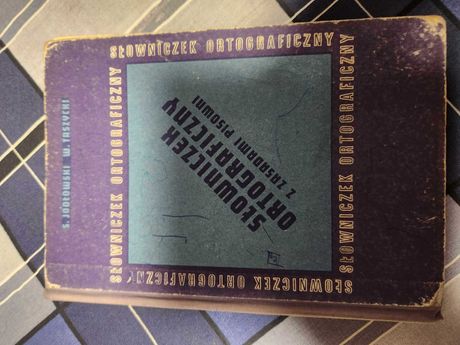 S. JODŁOWSKI W. TASZYCKI
SŁOWNICZEK ORTOGRAFICZNY
SŁOWNICZEK ORTOGRAFICZNY
SŁOWNICZEK
ORTOGRAFICZNY
Z ZASADAMI PISOWNI
SŁOWNICZEK ORTOGRAFICZNY
SŁOWNICZEK ORTOGRAFICZNY